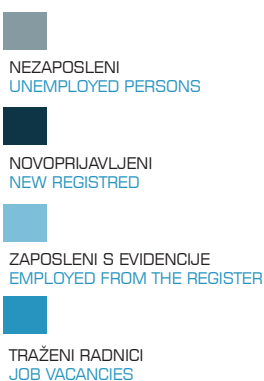 NEZAPOSLENI
UNEMPLOYED PERSONS
NOVOPRIJAVLJENI
NEW REGISTRED
ZAPOSLENI S EVIDENCIJE
EMPLOYED FROM THE REGISTER
TRAŽENI RADNICI
JOB VACANCIES